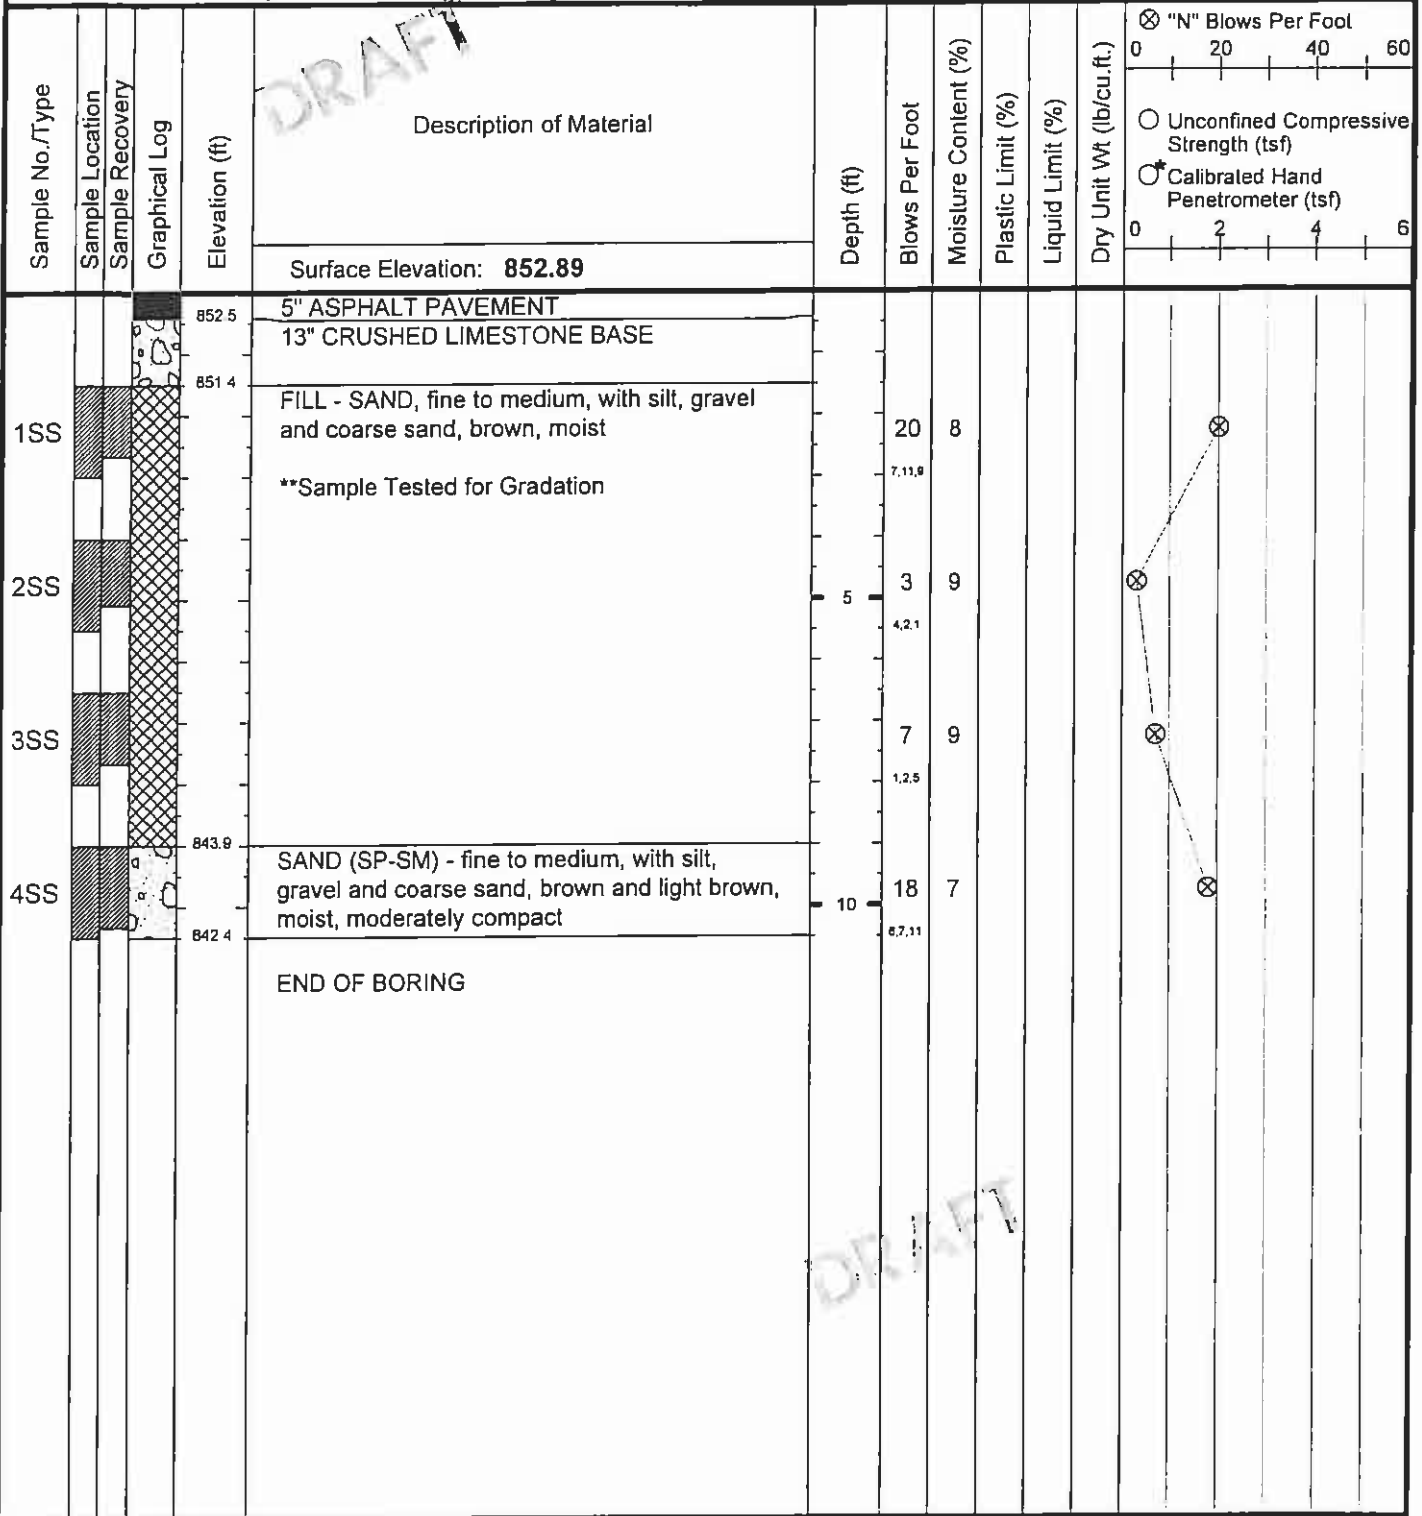 DRAFT
Sample No./Type
Sample Location
Sample Recovery
Graphical Log
Elevation (ft)
Description of Material
Surface Elevation: 852.89
Depth (ft)
Blows Per Foot
Moisture Content (%)
Plastic Limit (%)
Liquid Limit (%)
Dry Unit Wt (lb/cu.ft.)
⊗ "N" Blows Per Foot
0 20 40 60
○ Unconfined Compressive
Strength (tsf)
○* Calibrated Hand
Penetrometer (tsf)
0 2 4 6
852.5
5" ASPHALT PAVEMENT
13" CRUSHED LIMESTONE BASE
851.4
FILL - SAND, fine to medium, with silt, gravel
and coarse sand, brown, moist
1SS
20 8
7,11,9
**Sample Tested for Gradation
2SS
5
3 9
4,2,1
3SS
7 9
1,2,5
843.9
SAND (SP-SM) - fine to medium, with silt,
gravel and coarse sand, brown and light brown,
moist, moderately compact
4SS
10
18 7
6,7,11
842.4
END OF BORING
DRAFT